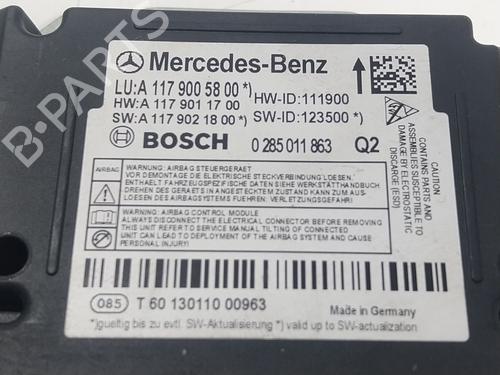 Mercedes-Benz
LU:A 117 900 58 00 *)
HW-ID:111900
HW:A 117 901 17 00
SW:A 117 902 18 00 *)
SW-ID:123500 *)
BOSCH 0 285 011 863 Q2
AIRBAG
WARNUNG: AIRBAG STEUERGERAET
VOR DEMONTAGE DIE ELEKTRISCHE STECKVERBINDUNG LOESEN.
ENTHAELT FAHRZEUGSPEZIFISCHE DATEN SIEHE WERKSTATTHANDBUCH
DREHEN DES GERAETES IN ANGESTECKTEM ZUSTAND KANN ZUM AUS-
LOESEN DES AIRBAGSYSTEMS FUEHREN: VERLETZUNGSGEFAHR!
AIRBAG
WARNING: AIRBAG CONTROL MODULE
ALWAYS DISCONNECT THE ELECTRICAL CONNECTOR BEFORE REMOVING
THIS UNIT REFER TO SERVICE MANUAL TILTING OF CONNECTED
UNIT CAN LEAD TO DEPLOYMENT OF THE AIRBAG SYSTEM AND CAUSE
INJURY.
CAUTION
CONTAINS PARTS AND
ASSEMBLIES SUSCEPTIBLE TO
DAMAGE BY ELECTROSTATIC
DISCHARGE (ESD)
085 T 60 130110 00963
Made in Germany
*)gueltig bis zu evtl. SW-Aktualisierung / *)valid up to SW-actualization
B-PARTS